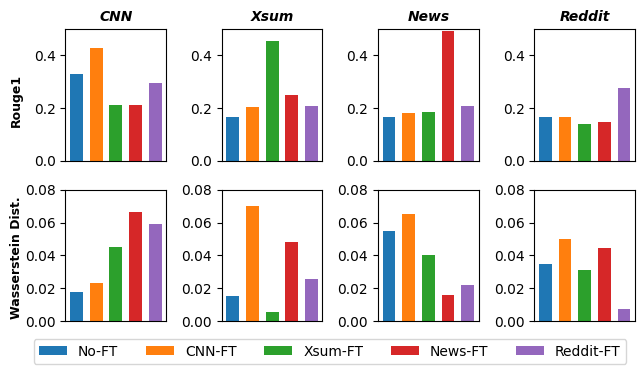 CNN Xsum News Reddit
Rouge1
0.4 0.4 0.4 0.4
0.2 0.2 0.2 0.2
0.0 0.0 0.0 0.0
Wasserstein Dist.
0.08 0.08 0.08 0.08
0.06 0.06 0.06 0.06
0.04 0.04 0.04 0.04
0.02 0.02 0.02 0.02
0.00 0.00 0.00 0.00
No-FT CNN-FT Xsum-FT News-FT Reddit-FT